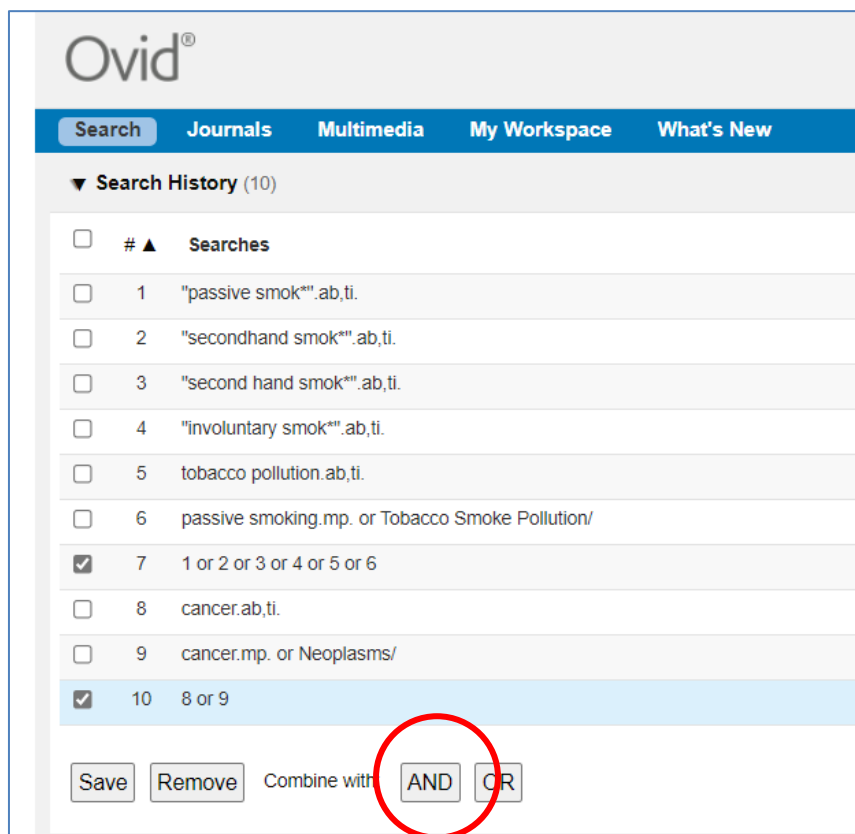 Ovid®
Search Journals Multimedia My Workspace What's New
▼ Search History (10)
# ▲ Searches
1 "passive smok*".ab,ti.
2 "secondhand smok*".ab,ti.
3 "second hand smok*".ab,ti.
4 "involuntary smok*".ab,ti.
5 tobacco pollution.ab,ti.
6 passive smoking.mp. or Tobacco Smoke Pollution/
7 1 or 2 or 3 or 4 or 5 or 6
8 cancer.ab,ti.
9 cancer.mp. or Neoplasms/
10 8 or 9
Save Remove Combine with AND OR